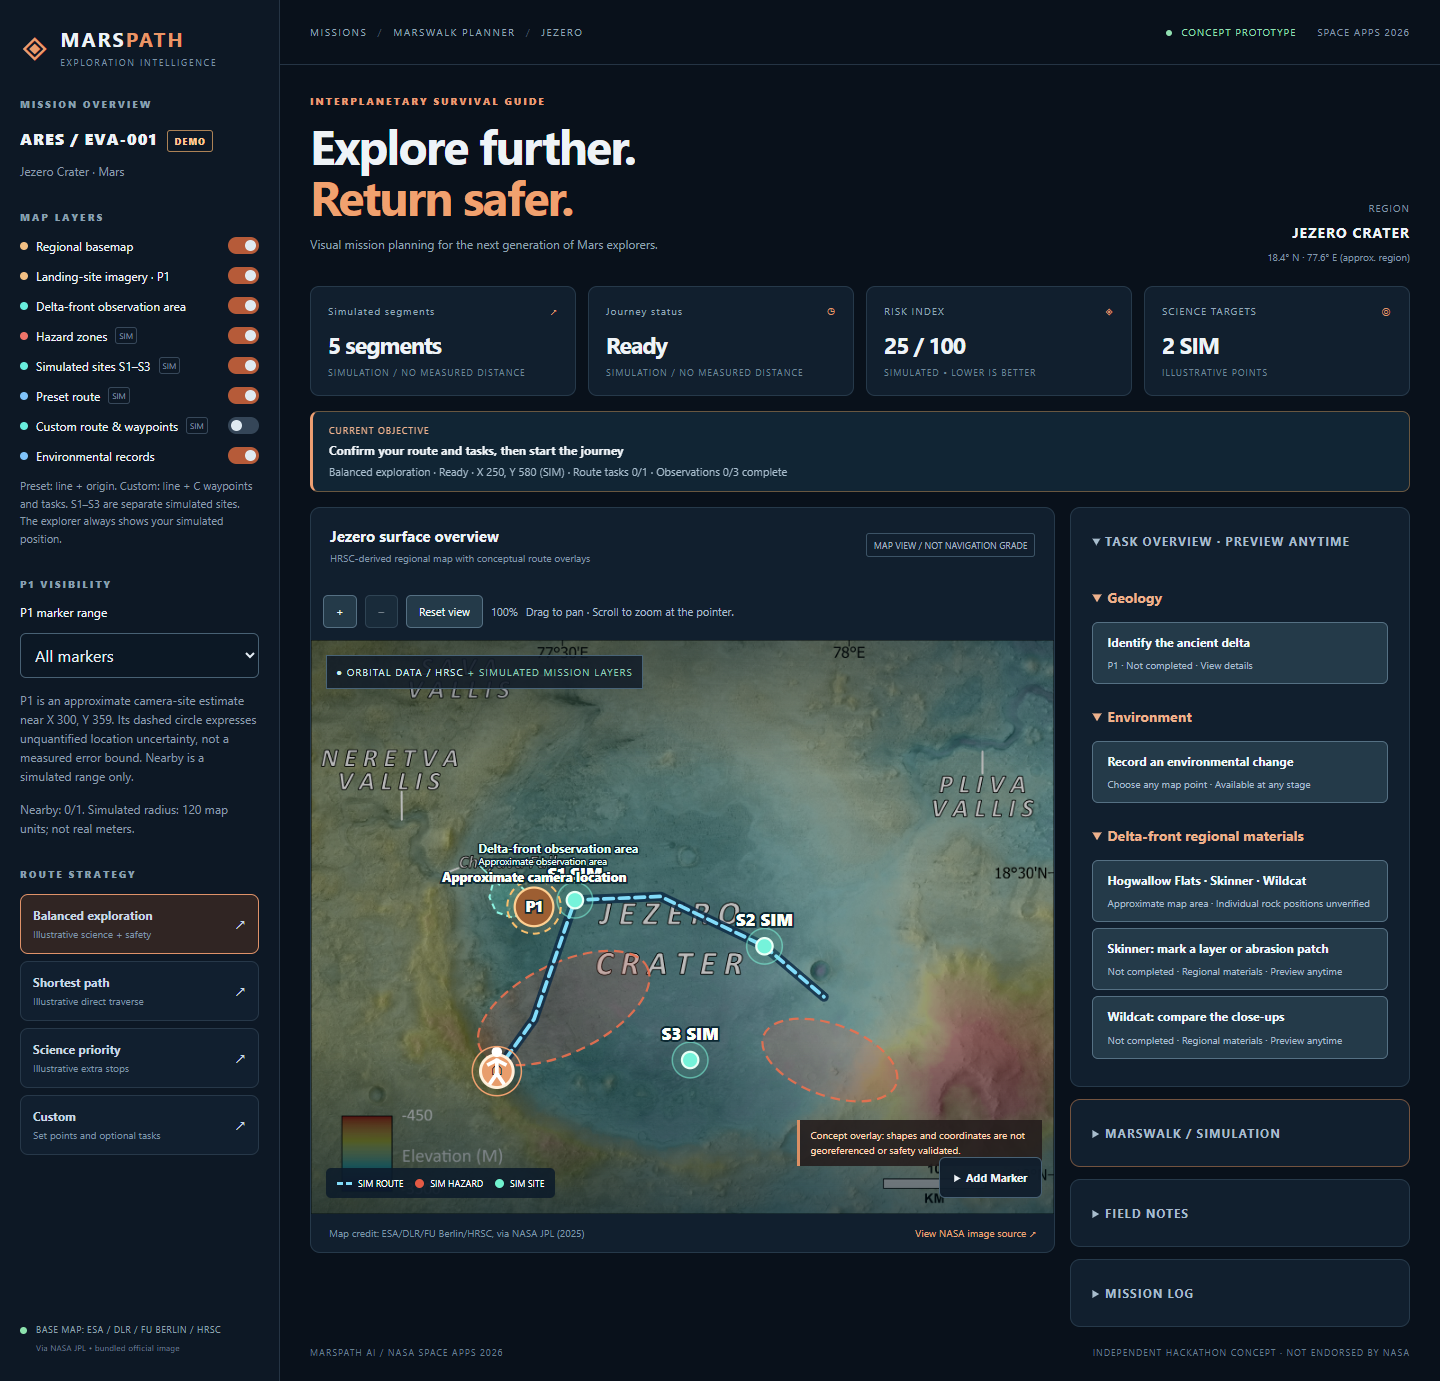 MARSPATH
EXPLORATION INTELLIGENCE
MISSION OVERVIEW
ARES / EVA-001 DEMO
Jezero Crater · Mars
MAP LAYERS
Regional basemap
Landing-site imagery · P1
Delta-front observation area
Hazard zones SIM
Simulated sites S1–S3 SIM
Preset route SIM
Custom route & waypoints SIM
Environmental records
Preset: line + origin. Custom: line + C waypoints
and tasks. S1–S3 are separate simulated sites.
The explorer always shows your simulated
position.
P1 VISIBILITY
P1 marker range
All markers
P1 is an approximate camera-site estimate
near X 300, Y 359. Its dashed circle expresses
unquantified location uncertainty, not a
measured error bound. Nearby is a
simulated range only.
Nearby: 0/1. Simulated radius: 120 map
units; not real meters.
ROUTE STRATEGY
Balanced exploration
Illustrative science + safety
Shortest path
Illustrative direct traverse
Science priority
Illustrative extra stops
Custom
Set points and optional tasks
BASE MAP: ESA / DLR / FU BERLIN / HRSC
Via NASA JPL • bundled official image
MISSIONS / MARSWALK PLANNER / JEZERO
CONCEPT PROTOTYPE SPACE APPS 2026
INTERPLANETARY SURVIVAL GUIDE
Explore further.
Return safer.
Visual mission planning for the next generation of Mars explorers.
REGION
JEZERO CRATER
18.4° N · 77.6° E (approx. region)
Simulated segments
5 segments
SIMULATION / NO MEASURED DISTANCE
Journey status
Ready
SIMULATION / NO MEASURED DISTANCE
RISK INDEX
25 / 100
SIMULATED • LOWER IS BETTER
SCIENCE TARGETS
2 SIM
ILLUSTRATIVE POINTS
CURRENT OBJECTIVE
Confirm your route and tasks, then start the journey
Balanced exploration · Ready · X 250, Y 580 (SIM) · Route tasks 0/1 · Observations 0/3 complete
Jezero surface overview
HRSC-derived regional map with conceptual route overlays
MAP VIEW / NOT NAVIGATION GRADE
+ − Reset view 100% Drag to pan · Scroll to zoom at the pointer.
77°30'E 78°E
● ORBITAL DATA / HRSC + SIMULATED MISSION LAYERS
VALLIS
NERETVA
VALLIS
PLIVA
VALLIS
Delta-front observation area
Approximate observation area
S1 SIM
Approximate camera location
18°30'N
P1
JEZERO
S2 SIM
CRATER
S3 SIM
-450
Elevation (M)
Concept overlay: shapes and coordinates are not
georeferenced or safety validated.
▶ Add Marker
KM
SIM ROUTE SIM HAZARD SIM SITE
Map credit: ESA/DLR/FU Berlin/HRSC, via NASA JPL (2025)
View NASA image source ↗
▼ TASK OVERVIEW · PREVIEW ANYTIME
▼ Geology
Identify the ancient delta
P1 · Not completed · View details
▼ Environment
Record an environmental change
Choose any map point · Available at any stage
▼ Delta-front regional materials
Hogwallow Flats · Skinner · Wildcat
Approximate map area · Individual rock positions unverified
Skinner: mark a layer or abrasion patch
Not completed · Regional materials · Preview anytime
Wildcat: compare the close-ups
Not completed · Regional materials · Preview anytime
▶ MARSWALK / SIMULATION
▶ FIELD NOTES
▶ MISSION LOG
MARSPATH AI / NASA SPACE APPS 2026
INDEPENDENT HACKATHON CONCEPT · NOT ENDORSED BY NASA